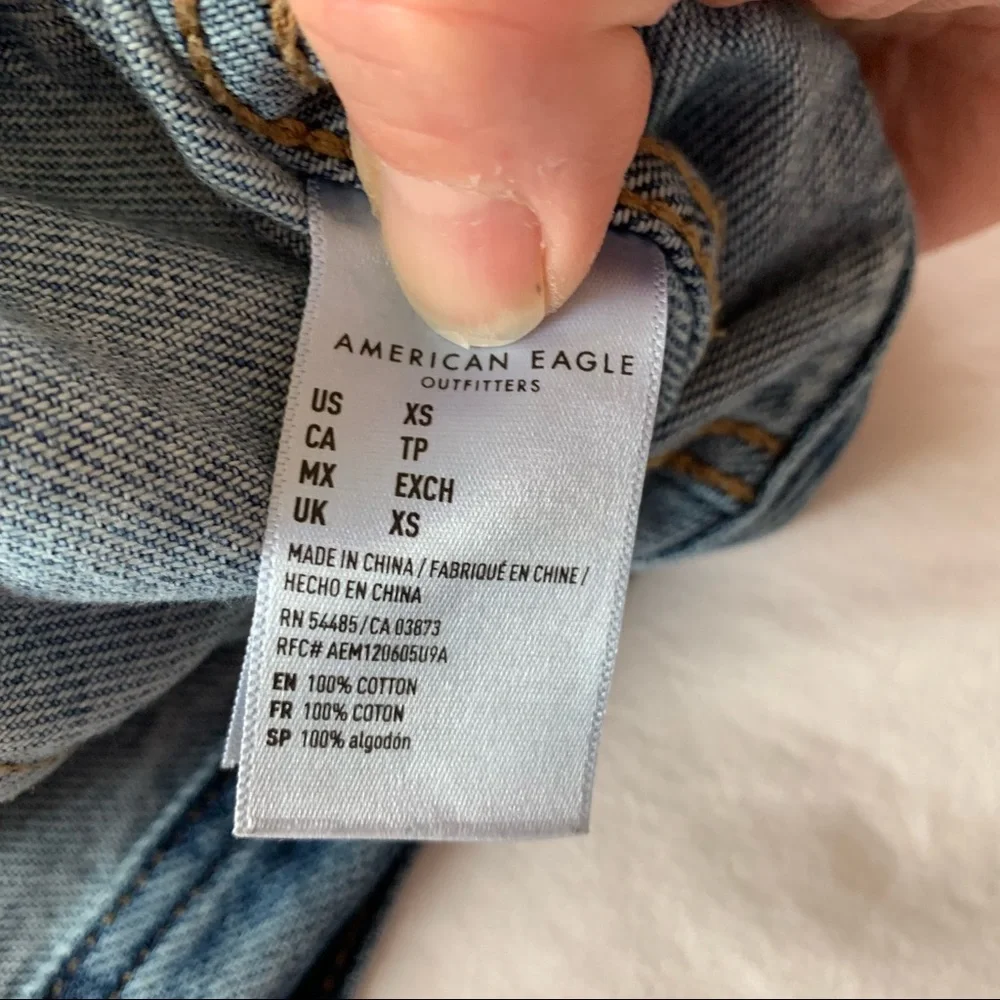 AMERICAN EAGLE
OUTFITTERS
US XS
CA TP
MX EXCH
UK XS
MADE IN CHINA / FABRIQUÉ EN CHINE /
HECHO EN CHINA
RN 54485/CA 03873
RFC# AEM120605U9A
EN 100% COTTON
FR 100% COTON
SP 100% algodón